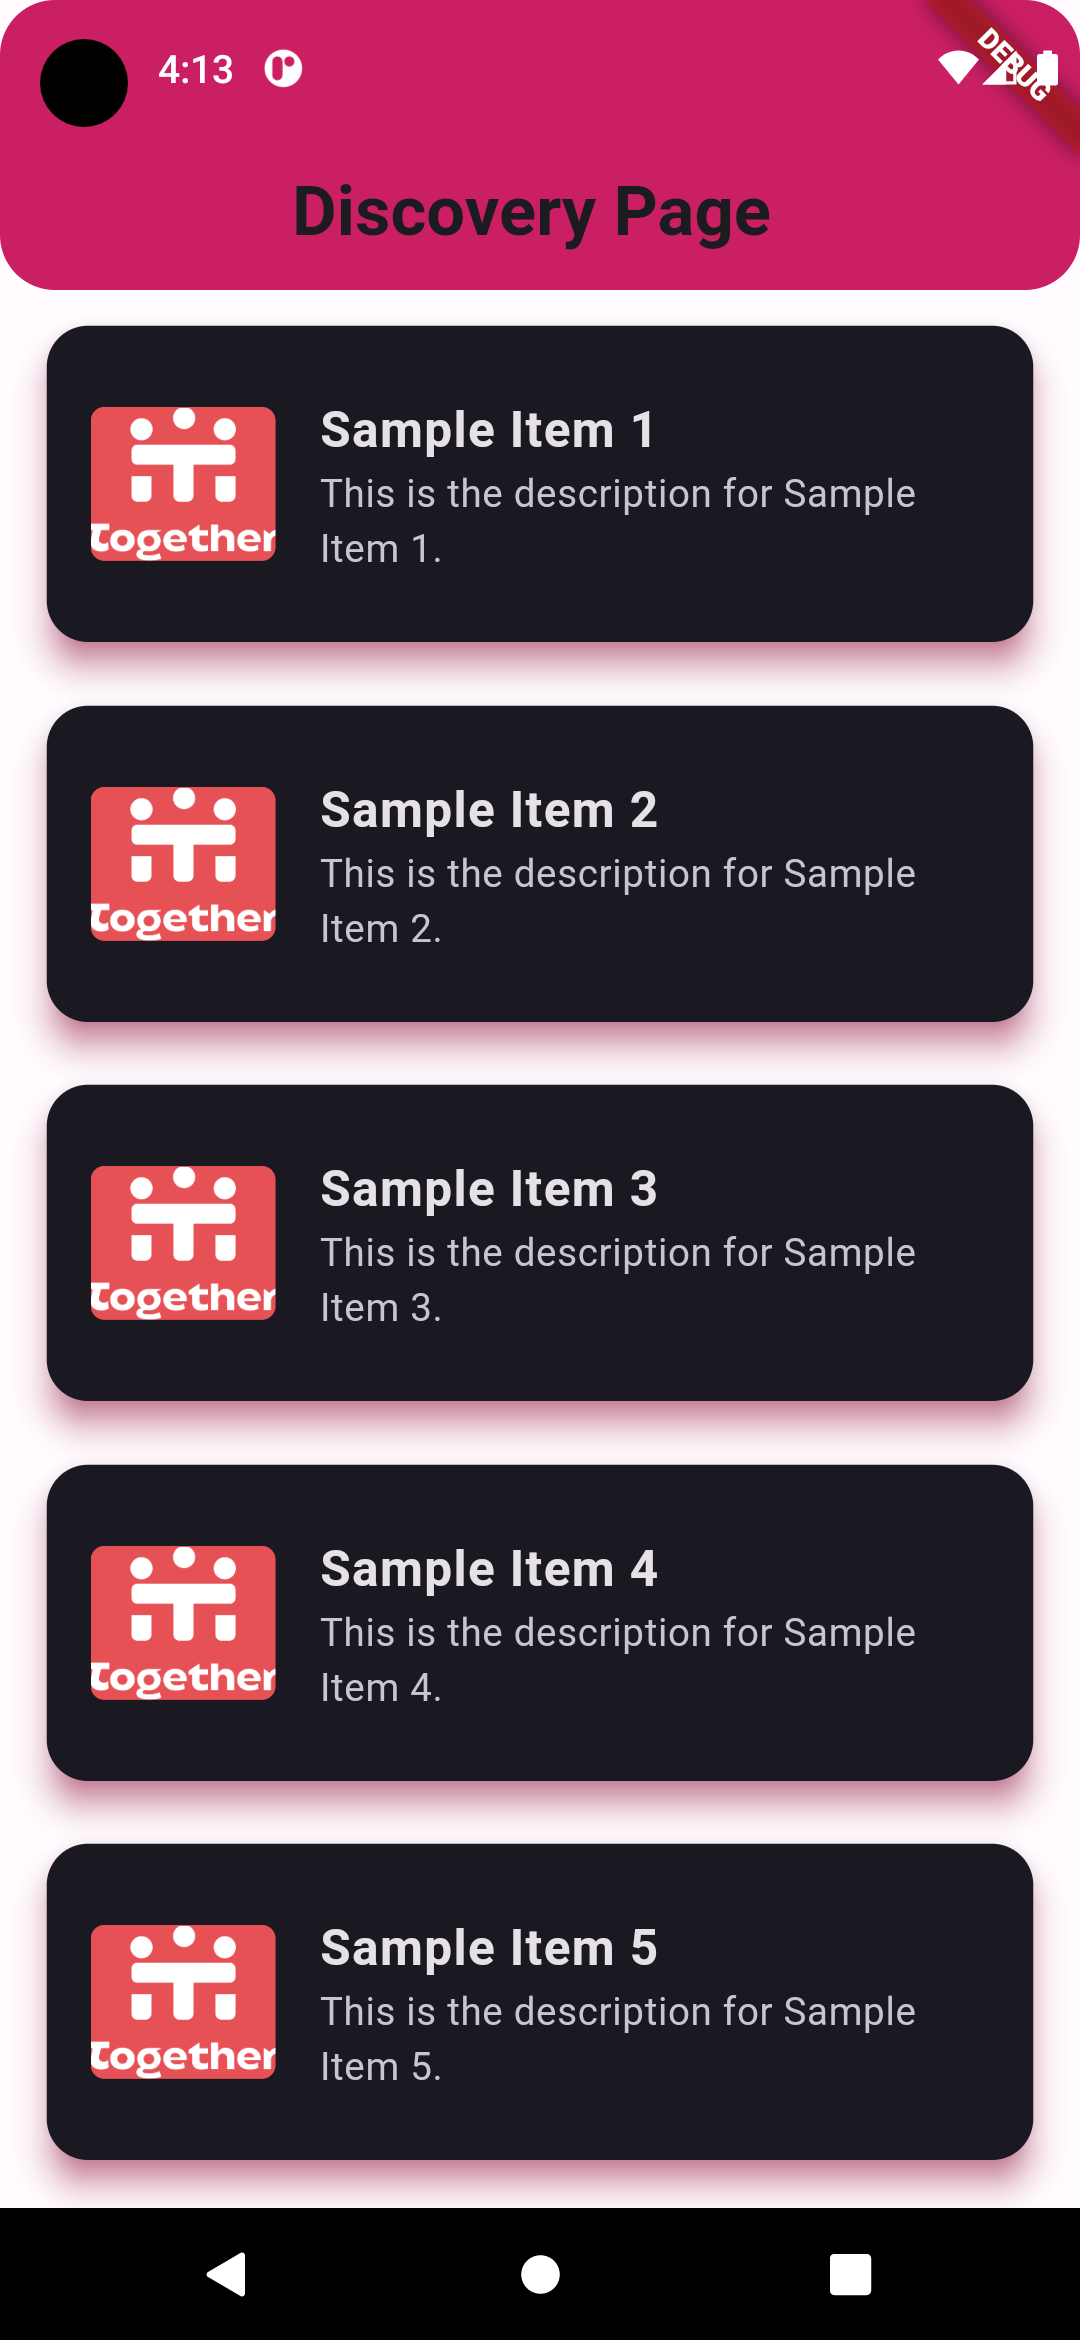 4:13
DEBUG
Discovery Page
Together
Sample Item 1
This is the description for Sample
Item 1.
Together
Sample Item 2
This is the description for Sample
Item 2.
Together
Sample Item 3
This is the description for Sample
Item 3.
Together
Sample Item 4
This is the description for Sample
Item 4.
Together
Sample Item 5
This is the description for Sample
Item 5.